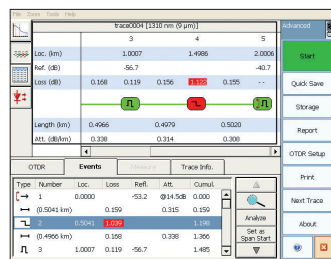 File Zoom Tools Help
trace0004 [1310 nm (9 µm)]
Advanced
3 4 5
Loc. (km) 1.0007 1.4986 2.0006
Ref. (dB) -56.7 -40.7
Loss (dB) 0.168 0.119 0.156 1.122 0.155 --
Length (km) 0.4966 0.4979 0.5020
Att. (dB/km) 0.338 0.314 0.308
OTDR Events Measure Trace Info.
Type Number Loc. Loss Refl. Att. Cumul.
1 0.0000 -53.2 @14.5dB 0.000
(0.5041 km) 0.159 0.315 0.159
2 0.5041 1.039 1.198
(0.4966 km) 0.168 0.338 1.366
3 1.0007 0.119 -56.7 1.485
Analyze
Set as
Span Start
Start
Quick Save
Storage
Report
OTDR Setup
Print
Next Trace
About